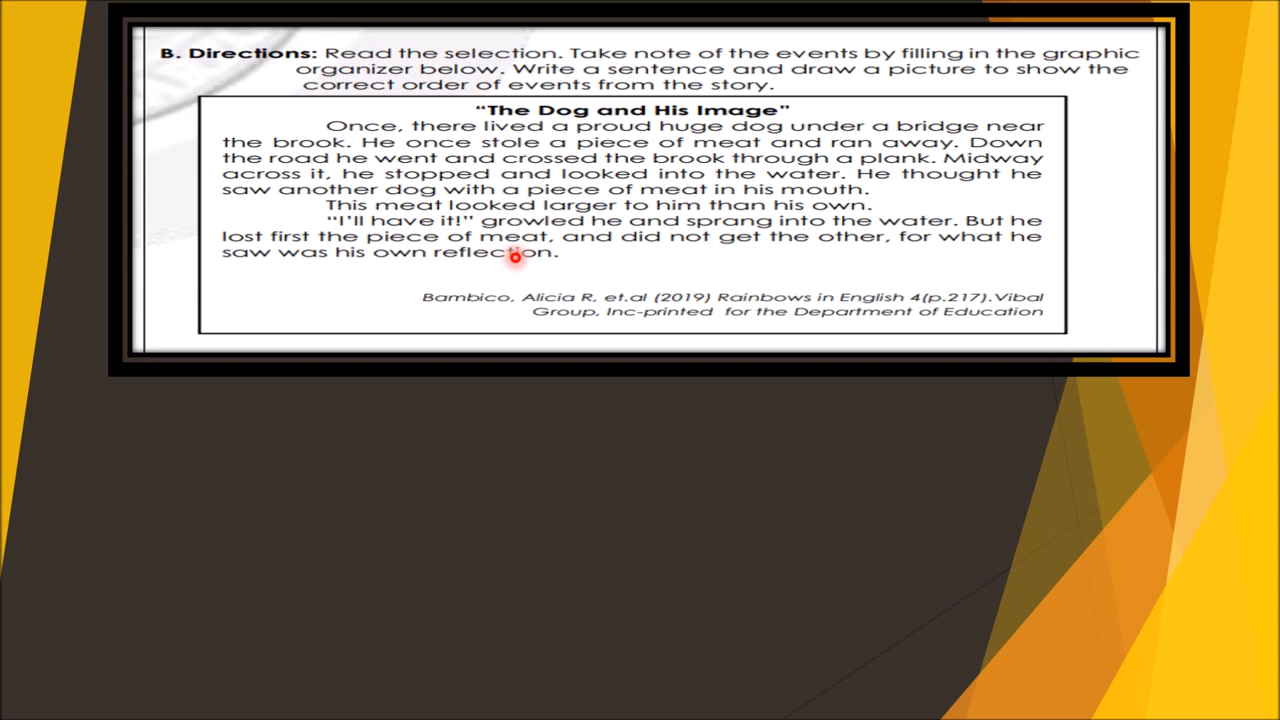 B. Directions: Read the selection. Take note of the events by filling in the graphic
organizer below. Write a sentence and draw a picture to show the
correct order of events from the story.
“The Dog and His Image”
Once, there lived a proud huge dog under a bridge near
the brook. He once stole a piece of meat and ran away. Down
the road he went and crossed the brook through a plank. Midway
across it, he stopped and looked into the water. He thought he
saw another dog with a piece of meat in his mouth.
This meat looked larger to him than his own.
“I’ll have it!” growled he and sprang into the water. But he
lost first the piece of meat, and did not get the other, for what he
saw was his own reflection.
Bambico, Alicia R, et.al (2019) Rainbows in English 4(p.217).Vibal
Group, Inc-printed for the Department of Education